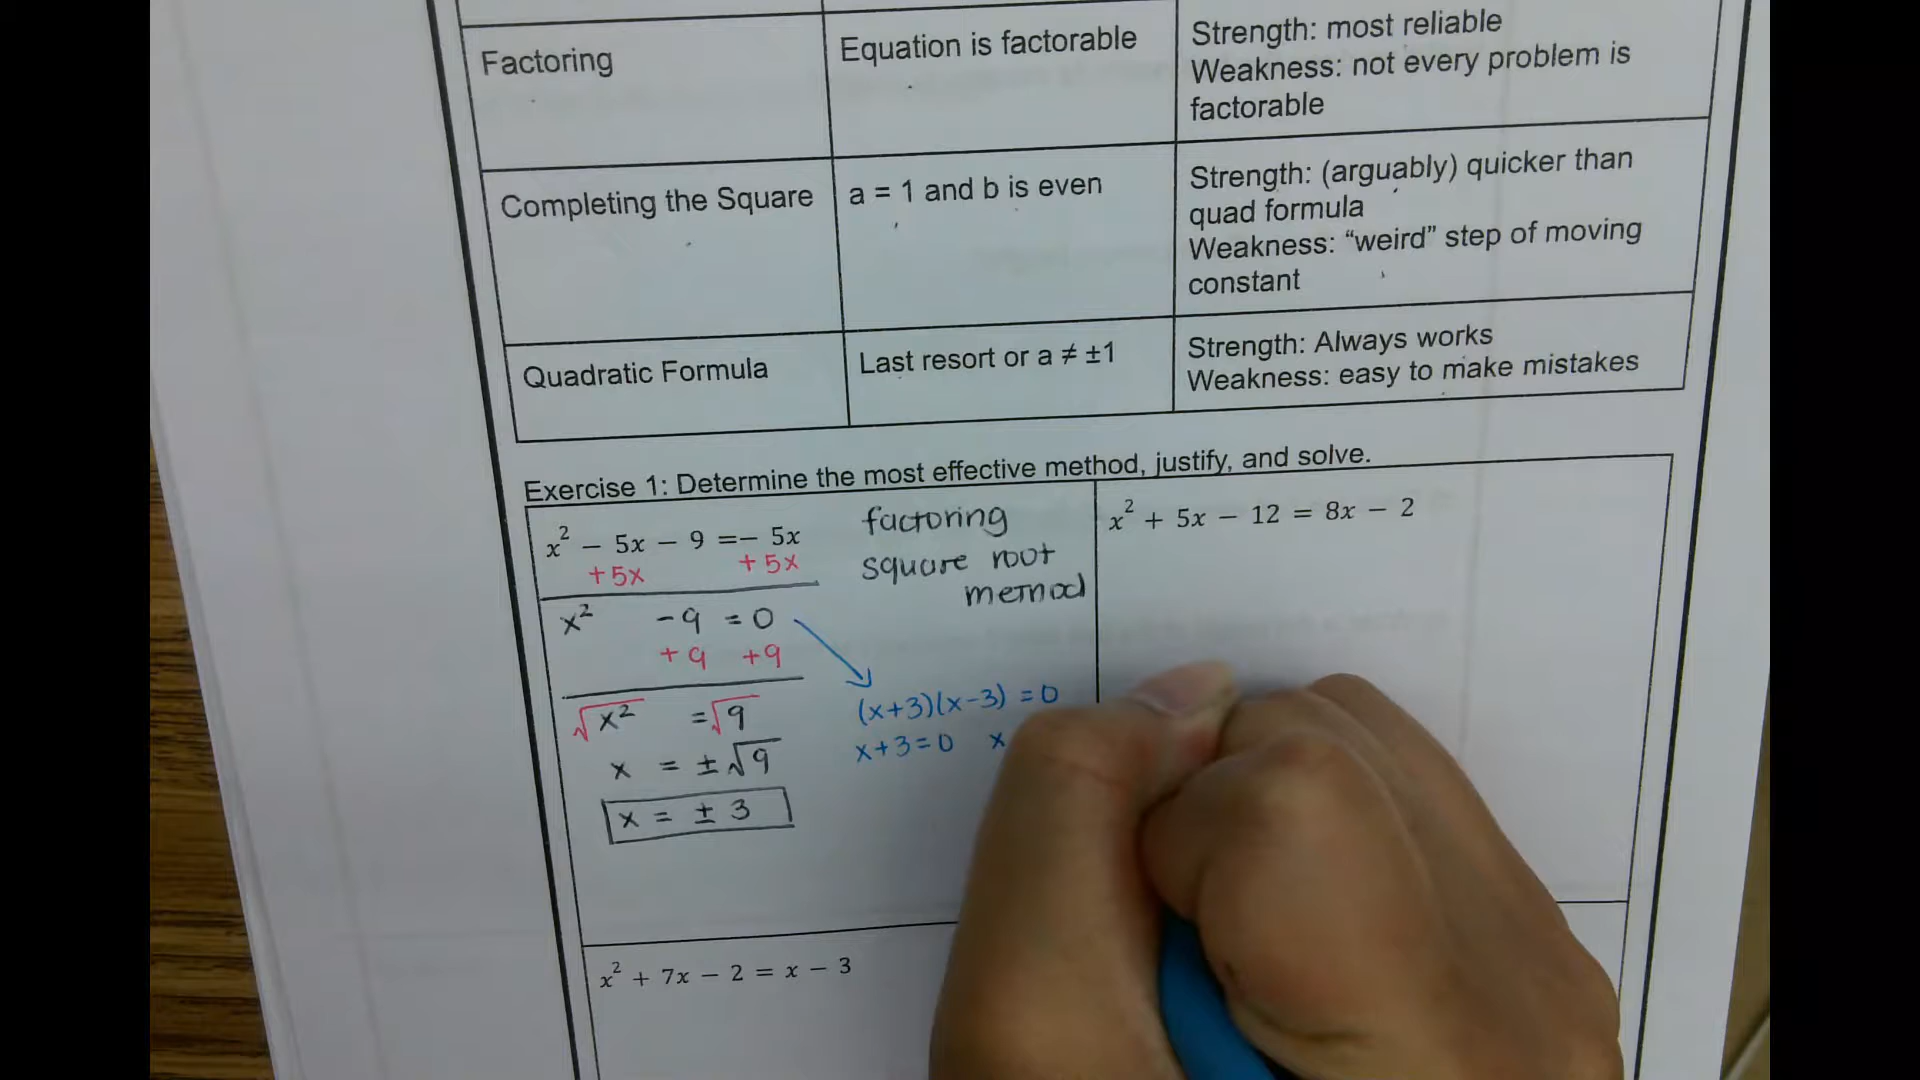 Factoring
Equation is factorable
Strength: most reliable
Weakness: not every problem is
factorable
Completing the Square
a = 1 and b is even
Strength: (arguably) quicker than
quad formula
Weakness: “weird” step of moving
constant
Quadratic Formula
Last resort or a ≠ ±1
Strength: Always works
Weakness: easy to make mistakes
Exercise 1: Determine the most effective method, justify, and solve.
x² − 5x − 9 =− 5x
+5x +5x
x² -9 = 0
+9 +9
√x² = √9
x = ±√9
x = ± 3
factoring
square root
method
(x+3)(x-3) = 0
x+3=0 x
x² + 5x − 12 = 8x − 2
x² + 7x − 2 = x − 3